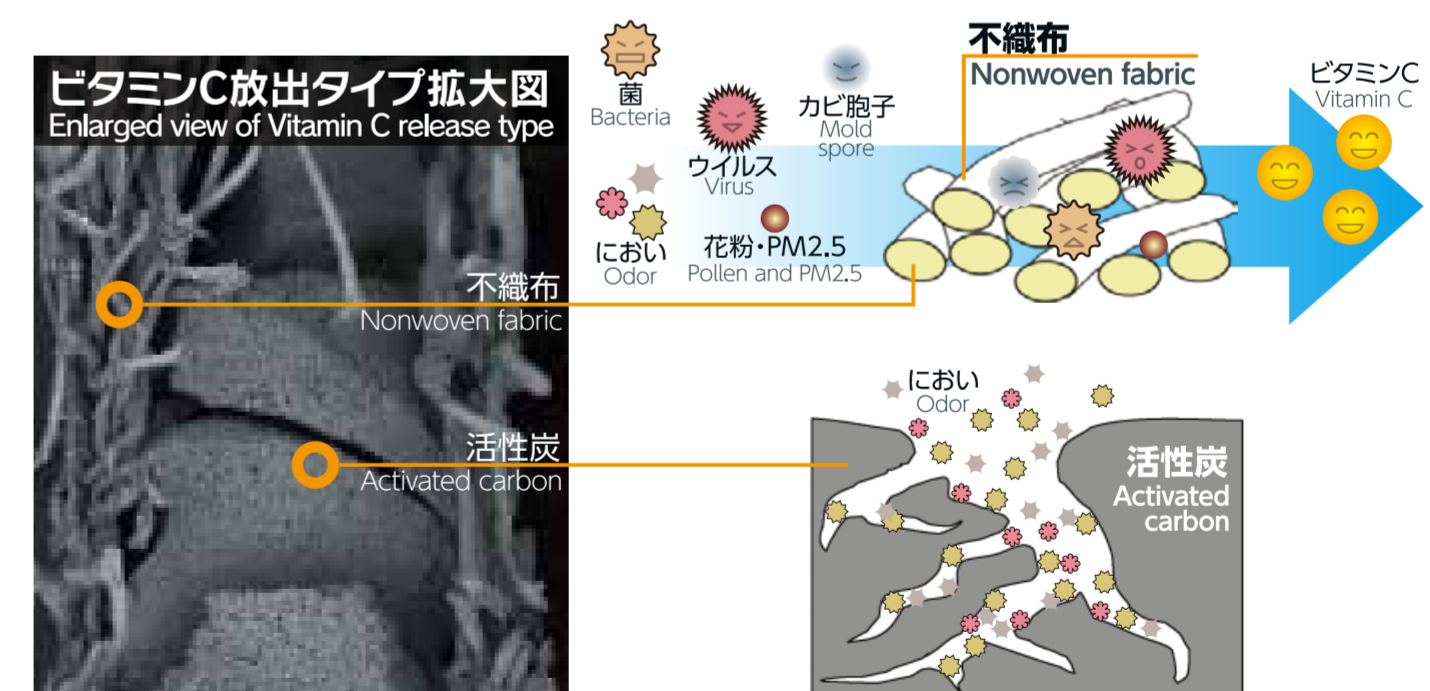 ビタミンC放出タイプ拡大図
Enlarged view of Vitamin C release type
不織布
Nonwoven fabric
活性炭
Activated carbon
菌
Bacteria
ウイルス
Virus
カビ胞子
Mold
spore
におい
Odor
花粉・PM2.5
Pollen and PM2.5
不織布
Nonwoven fabric
ビタミンC
Vitamin C
におい
Odor
活性炭
Activated
carbon